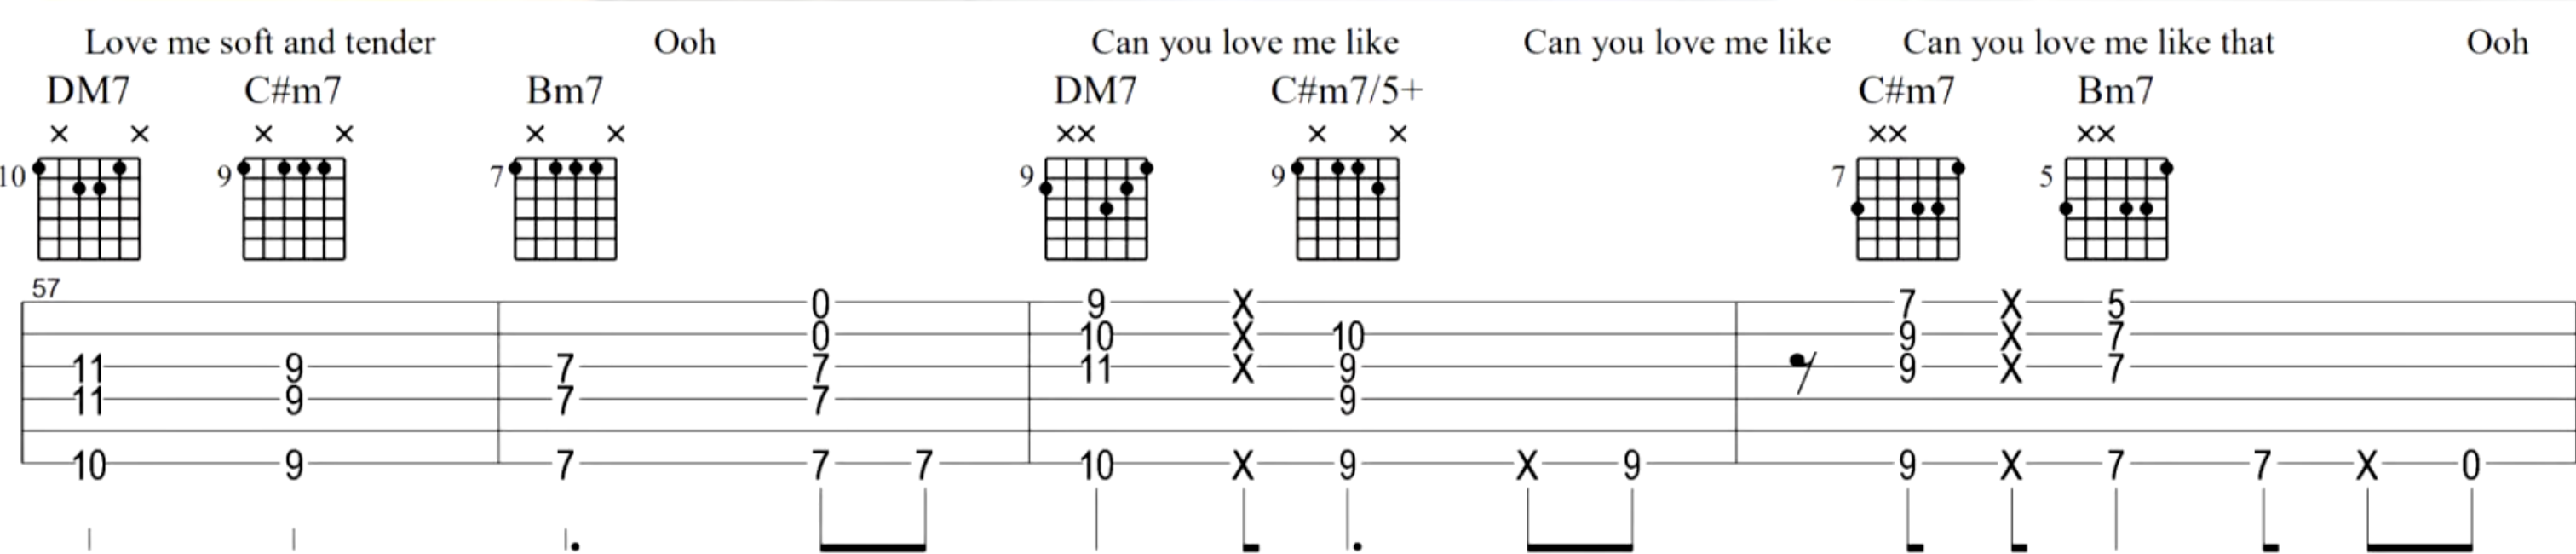 Love me soft and tender Ooh Can you love me like Can you love me like Can you love me like that Ooh
DM7 C#m7 Bm7 DM7 C#m7/5+ C#m7 Bm7
× × × × × × ×× × × ×× ××
10 9 7 9 9 7 5
57
0 9 X 7 X 5
0 10 X 10 9 X 7
11 9 7 7 11 X 9 9 X 7
11 9 7 7 9
10 9 7 7 7 10 X 9 X 9 9 X 7 7 X 0